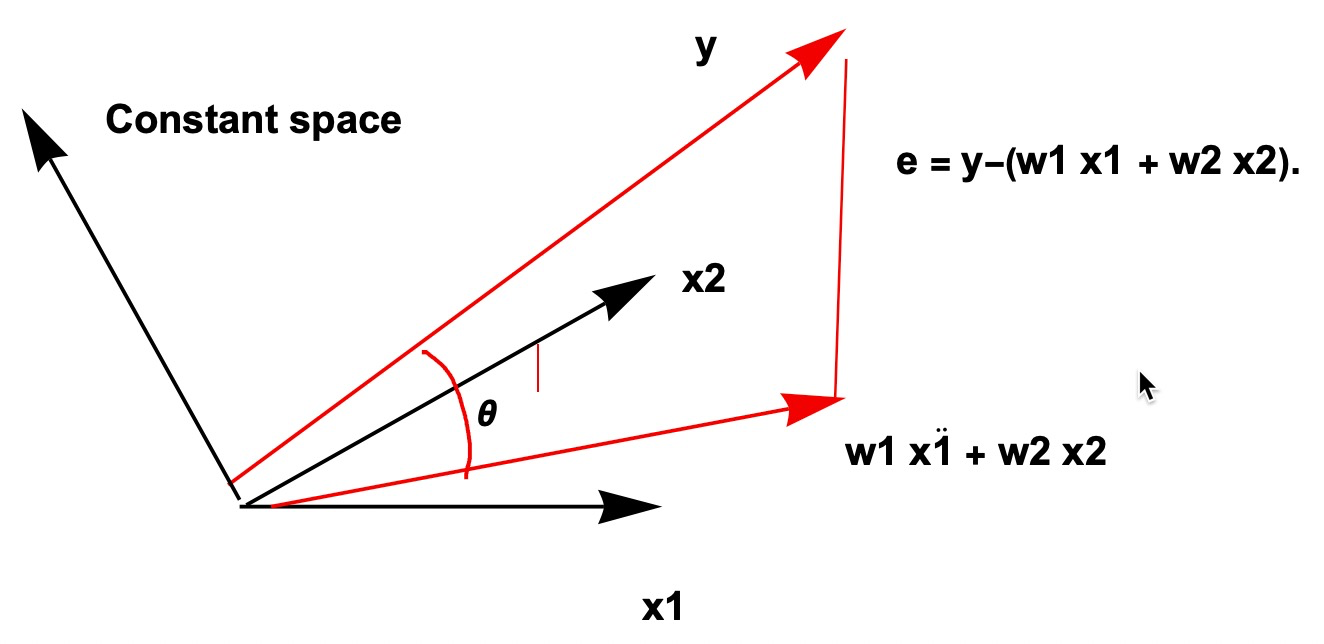 y
Constant space
e = y−(w1 x1 + w2 x2).
x2
θ
w1 x1̈ + w2 x2
x1